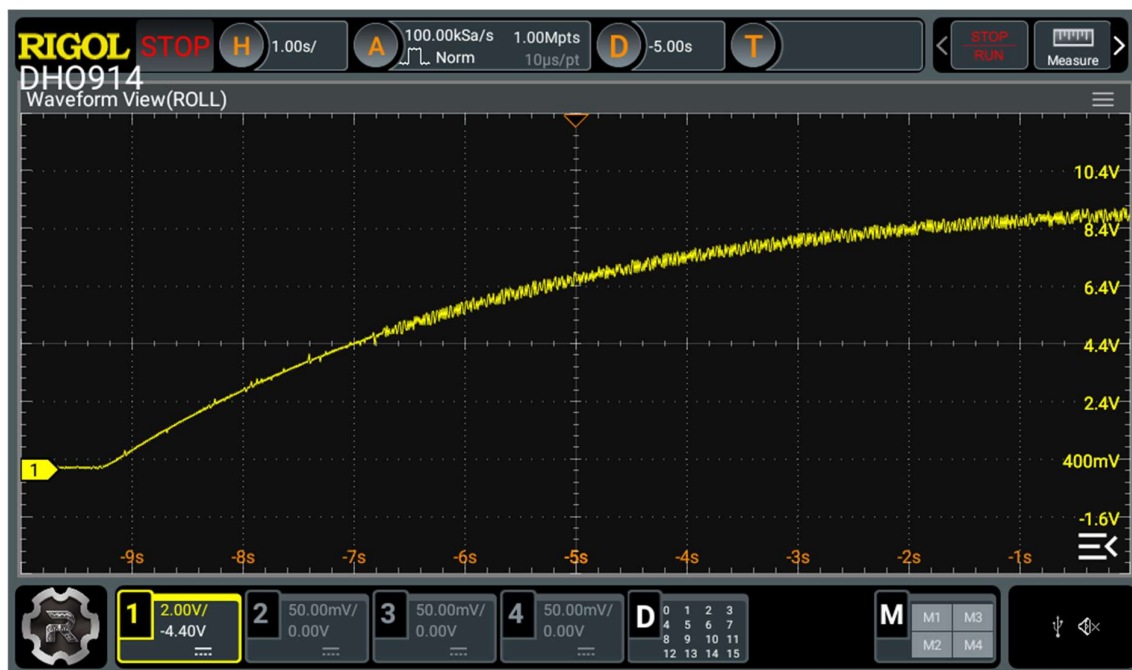 RIGOL STOP H 1.00s/ A 100.00kSa/s 1.00Mpts D -5.00s T STOP
Norm 10μs/pt RUN Measure
DHO914
Waveform View(ROLL)
10.4V
8.4V
6.4V
4.4V
2.4V
1
400mV
-1.6V
-9s -8s -7s -6s -5s -4s -3s -2s -1s
1 2.00V/ 2 50.00mV/ 3 50.00mV/ 4 50.00mV/ D 0 1 2 3 M M1 M3
-4.40V 0.00V 0.00V 0.00V 4 5 6 7
8 9 10 11 M2 M4
12 13 14 15
R